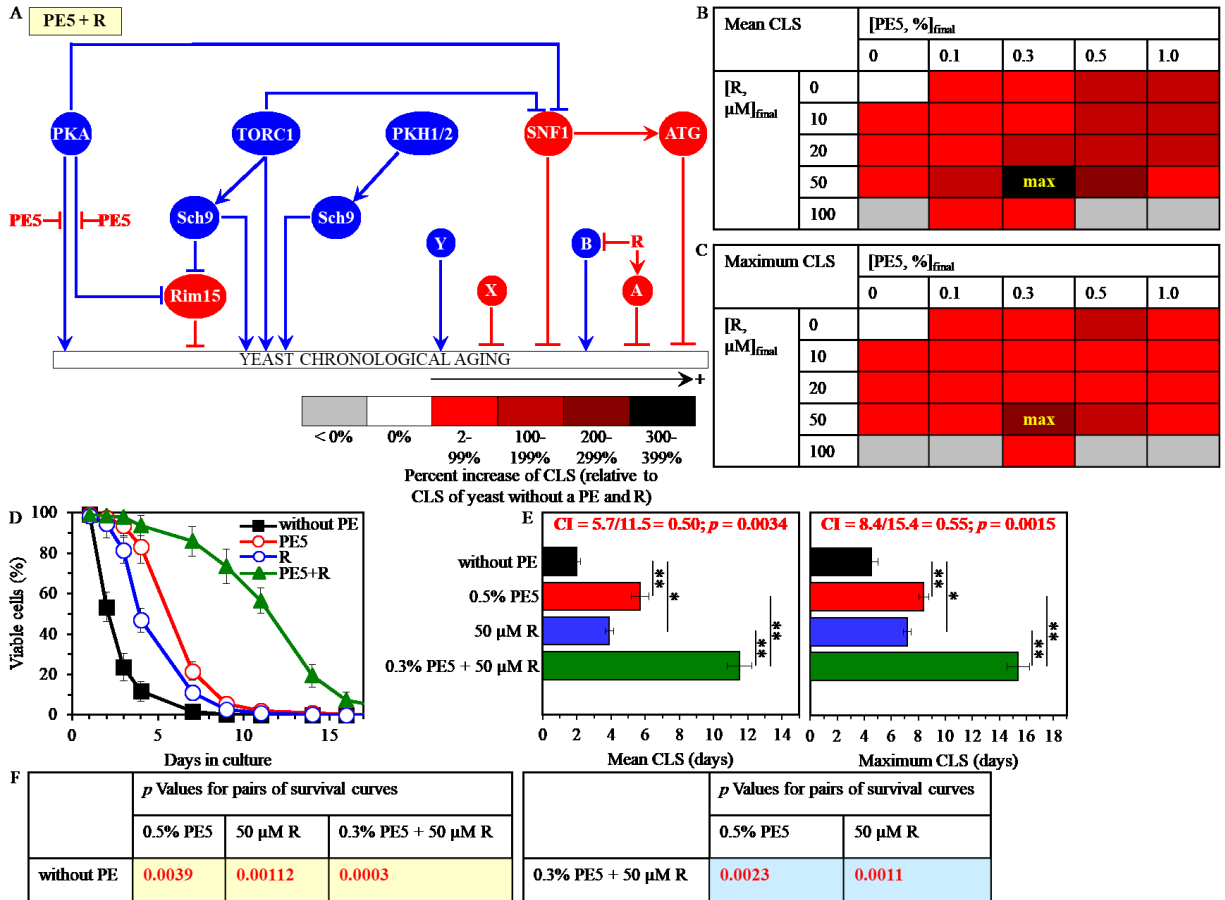 A
PE5 + R
PKA
TORC1
PKH1/2
SNF1
ATG
PE5
PE5
Sch9
Sch9
Y
B
R
Rim15
X
A
YEAST CHRONOLOGICAL AGING
+
< 0%
0%
2-
99%
100-
199%
200-
299%
300-
399%
Percent increase of CLS (relative to
CLS of yeast without a PE and R)
B
Mean CLS
[PE5, %]final
0 0.1 0.3 0.5 1.0
[R,
µM]final
0
10
20
50
max
100
C
Maximum CLS
[PE5, %]final
0 0.1 0.3 0.5 1.0
[R,
µM]final
0
10
20
50
max
100
D
Viable cells (%)
100
80
60
40
20
0
0 5 10 15
Days in culture
without PE
PE5
R
PE5+R
E
CI = 5.7/11.5 = 0.50; p = 0.0034
without PE
0.5% PE5
50 µM R
0.3% PE5 + 50 µM R
**
*
**
**
0 2 4 6 8 10 12 14
Mean CLS (days)
CI = 8.4/15.4 = 0.55; p = 0.0015
**
*
**
**
0 2 4 6 8 10 12 14 16 18
Maximum CLS (days)
F
p Values for pairs of survival curves
0.5% PE5
50 µM R
0.3% PE5 + 50 µM R
without PE
0.0039
0.00112
0.0003
p Values for pairs of survival curves
0.5% PE5
50 µM R
0.3% PE5 + 50 µM R
0.0023
0.0011